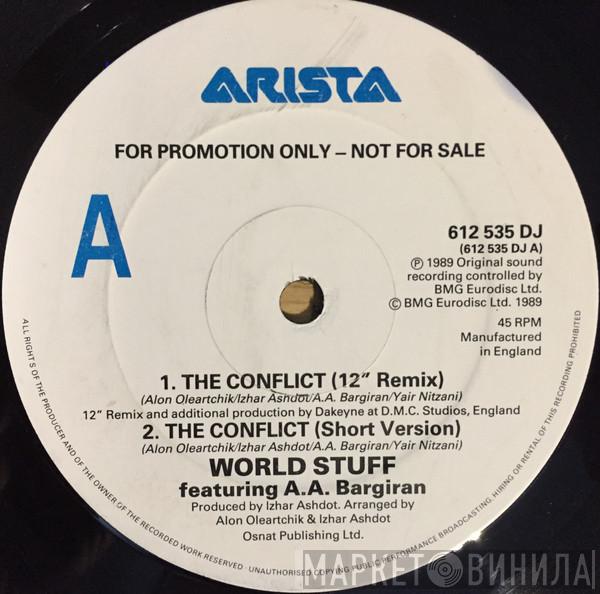 ARISTA
FOR PROMOTION ONLY – NOT FOR SALE
A
612 535 DJ
(612 535 DJ A)
Ⓟ 1989 Original sound
recording controlled by
BMG Eurodisc Ltd.
© BMG Eurodisc Ltd. 1989
45 RPM
Manufactured
in England
1. THE CONFLICT (12” Remix)
(Alon Oleartchik/Izhar Ashdot/A.A. Bargiran/Yair Nitzani)
12” Remix and additional production by Dakeyne at D.M.C. Studios, England
2. THE CONFLICT (Short Version)
(Alon Oleartchik/Izhar Ashdot/A.A. Bargiran/Yair Nitzani)
WORLD STUFF
featuring A.A. Bargiran
Produced by Izhar Ashdot. Arranged by
Alon Oleartchik & Izhar Ashdot
Osnat Publishing Ltd.
ALL RIGHTS OF THE PRODUCER AND OF THE OWNER OF THE RECORDED WORK RESERVED · UNAUTHORISED COPYING PUBLIC PERFORMANCE BROADCASTING, HIRING OR RENTAL OF THIS RECORDING PROHIBITED
МАРКЕТ ВИНИЛА